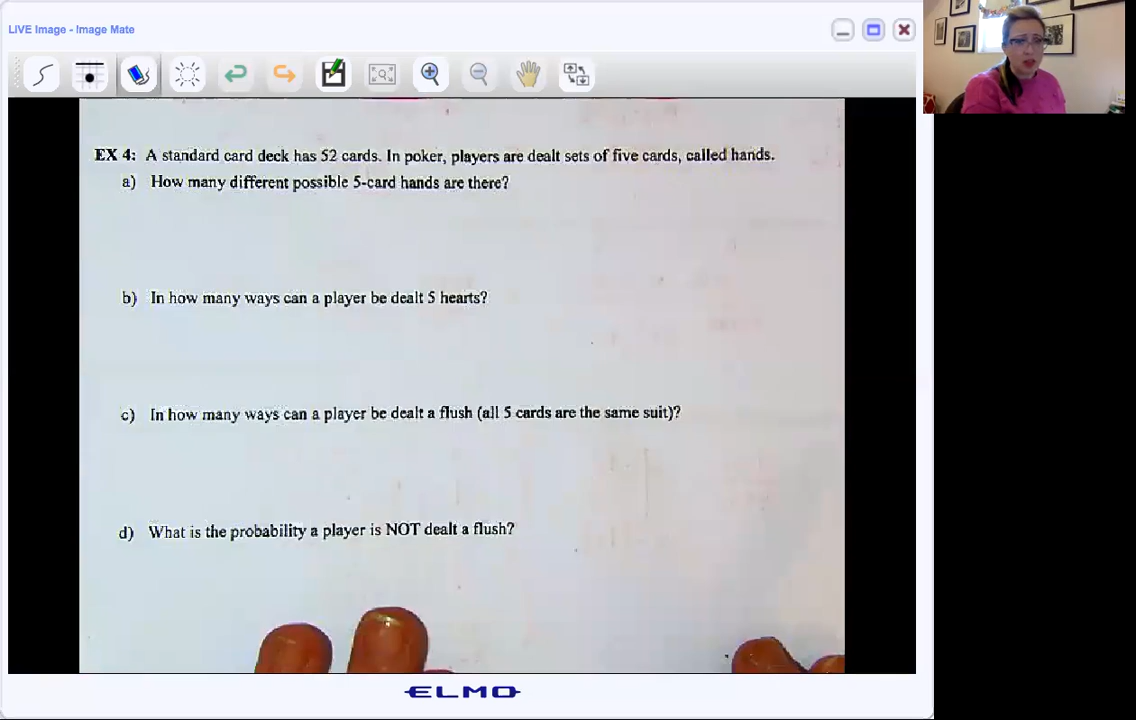 LIVE Image - Image Mate
EX 4: A standard card deck has 52 cards. In poker, players are dealt sets of five cards, called hands.
a) How many different possible 5-card hands are there?
b) In how many ways can a player be dealt 5 hearts?
c) In how many ways can a player be dealt a flush (all 5 cards are the same suit)?
d) What is the probability a player is NOT dealt a flush?
ELMO